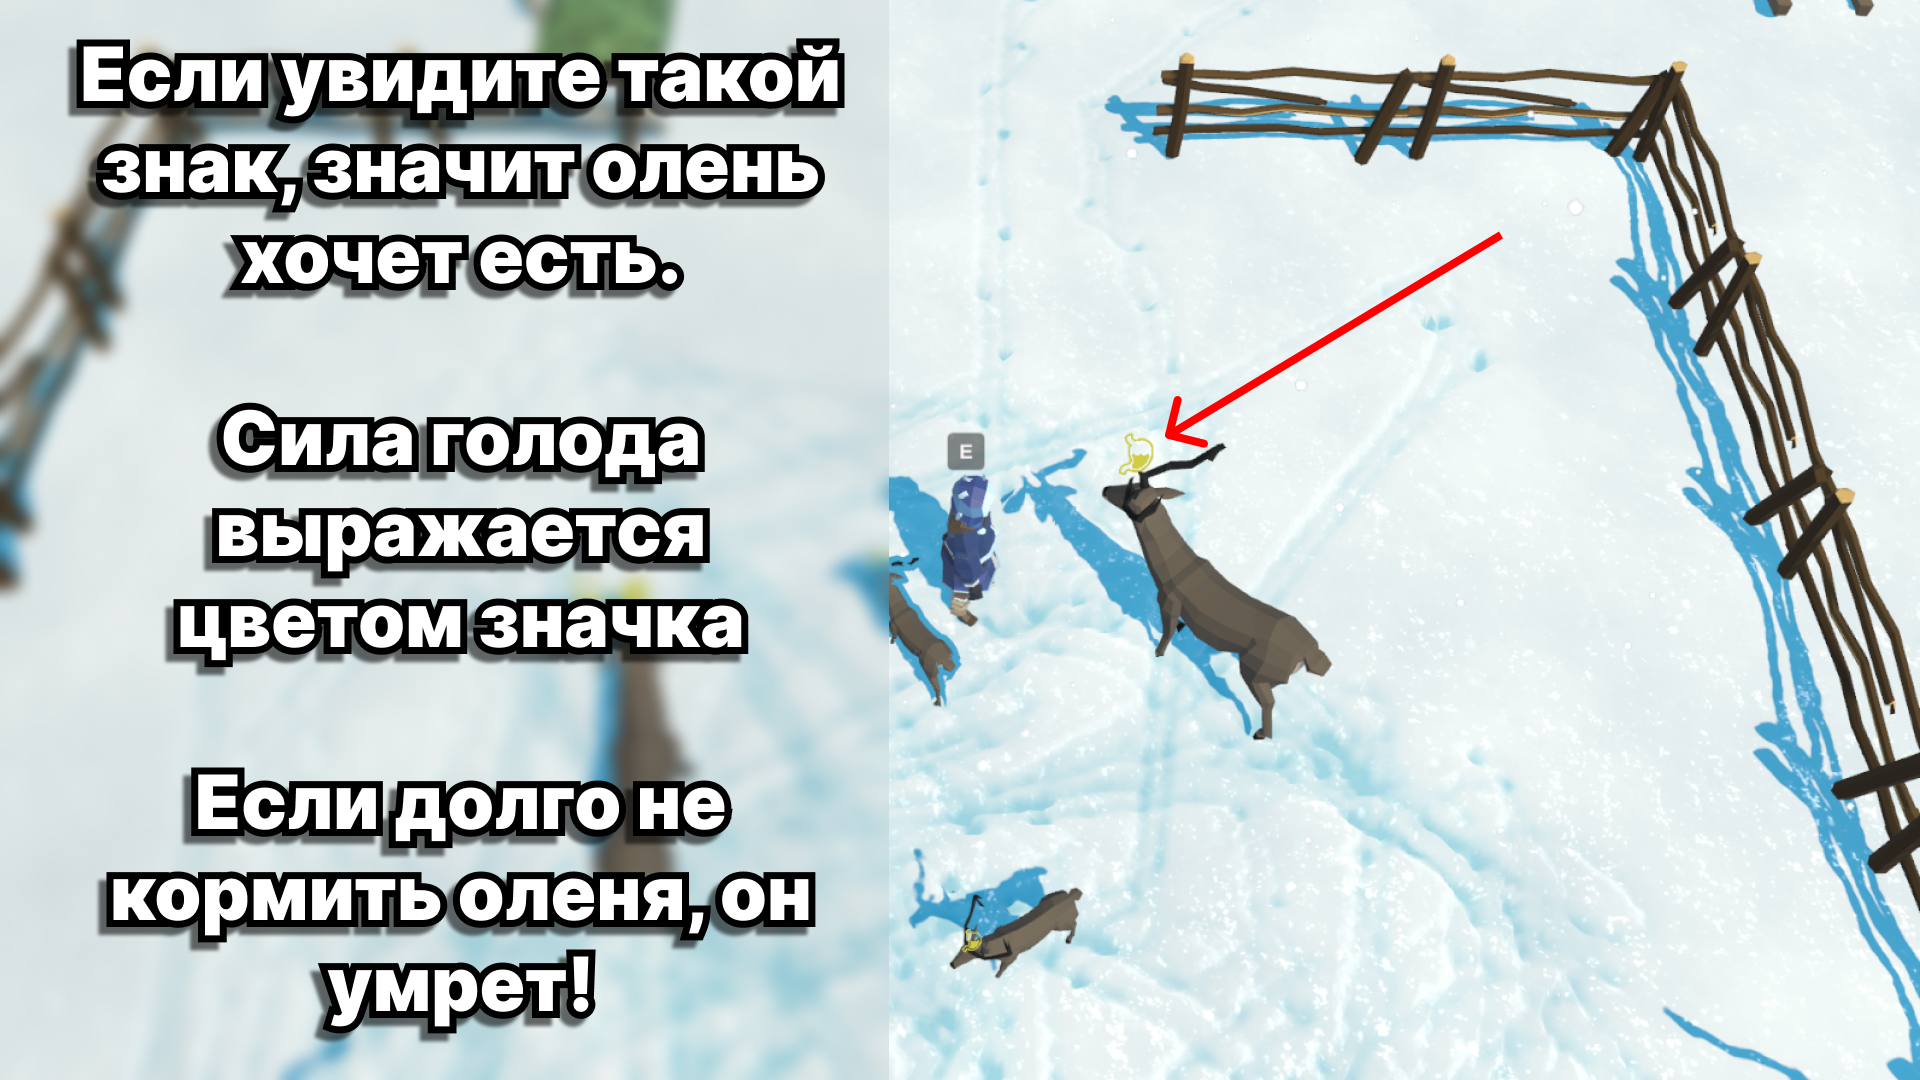 Если увидите такой
знак, значит олень
хочет есть.
Сила голода
выражается
цветом значка
Если долго не
кормить оленя, он
умрет!
E